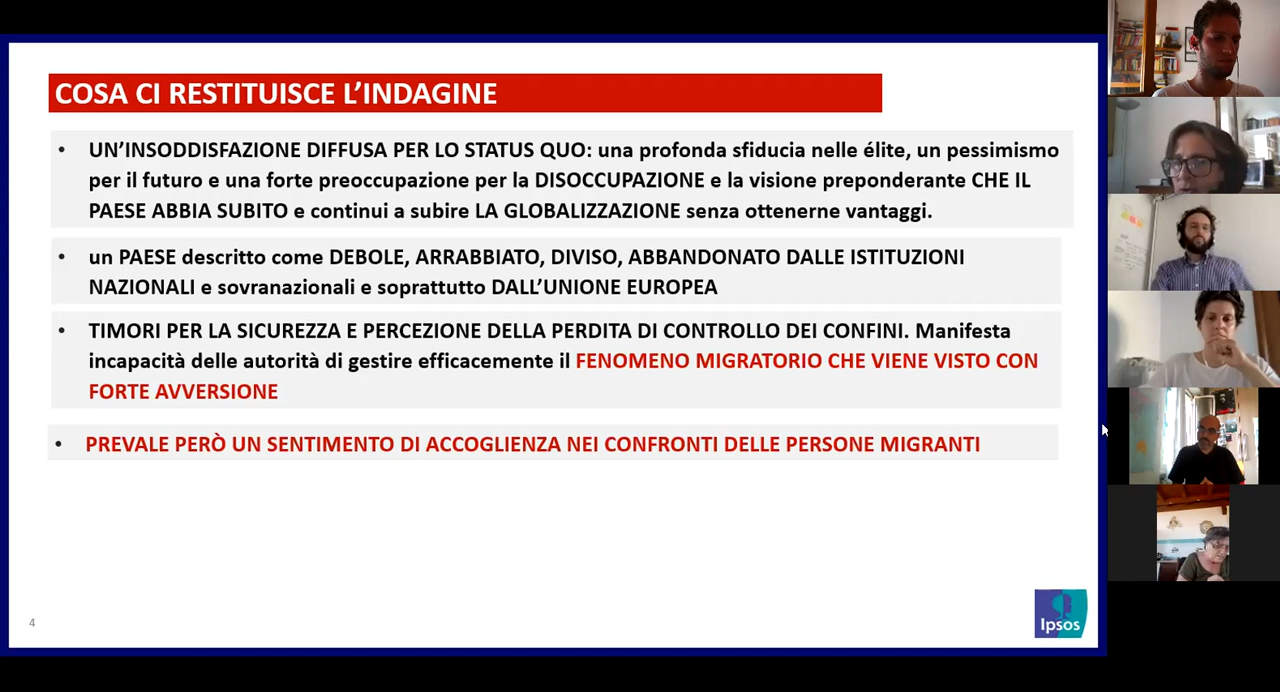 COSA CI RESTITUISCE L'INDAGINE
• UN'INSODDISFAZIONE DIFFUSA PER LO STATUS QUO: una profonda sfiducia nelle élite, un pessimismo
per il futuro e una forte preoccupazione per la DISOCCUPAZIONE e la visione preponderante CHE IL
PAESE ABBIA SUBITO e continui a subire LA GLOBALIZZAZIONE senza ottenerne vantaggi.
• un PAESE descritto come DEBOLE, ARRABBIATO, DIVISO, ABBANDONATO DALLE ISTITUZIONI
NAZIONALI e sovranazionali e soprattutto DALL'UNIONE EUROPEA
• TIMORI PER LA SICUREZZA E PERCEZIONE DELLA PERDITA DI CONTROLLO DEI CONFINI. Manifesta
incapacità delle autorità di gestire efficacemente il FENOMENO MIGRATORIO CHE VIENE VISTO CON
FORTE AVVERSIONE
• PREVALE PERÒ UN SENTIMENTO DI ACCOGLIENZA NEI CONFRONTI DELLE PERSONE MIGRANTI
4
Ipsos